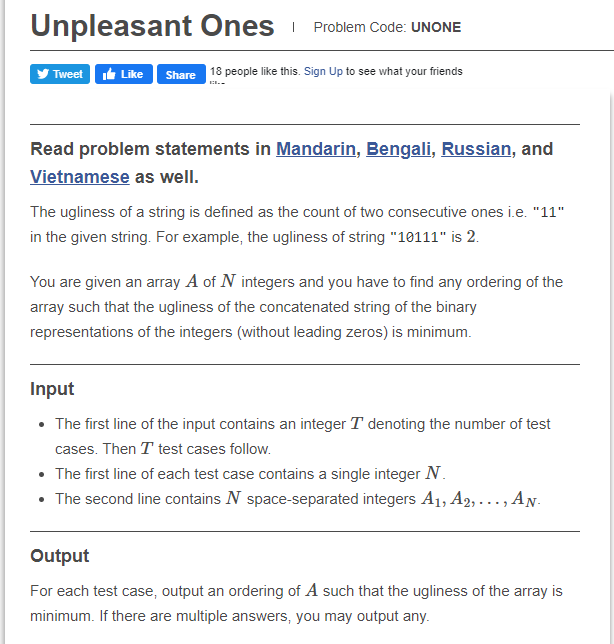 Unpleasant Ones | Problem Code: UNONE
Tweet Like Share 18 people like this. Sign Up to see what your friends
Read problem statements in Mandarin, Bengali, Russian, and
Vietnamese as well.
The ugliness of a string is defined as the count of two consecutive ones i.e. "11"
in the given string. For example, the ugliness of string "10111" is 2.
You are given an array A of N integers and you have to find any ordering of the
array such that the ugliness of the concatenated string of the binary
representations of the integers (without leading zeros) is minimum.
Input
• The first line of the input contains an integer T denoting the number of test
cases. Then T test cases follow.
• The first line of each test case contains a single integer N.
• The second line contains N space-separated integers A₁, A₂, . . . , A_N.
Output
For each test case, output an ordering of A such that the ugliness of the array is
minimum. If there are multiple answers, you may output any.